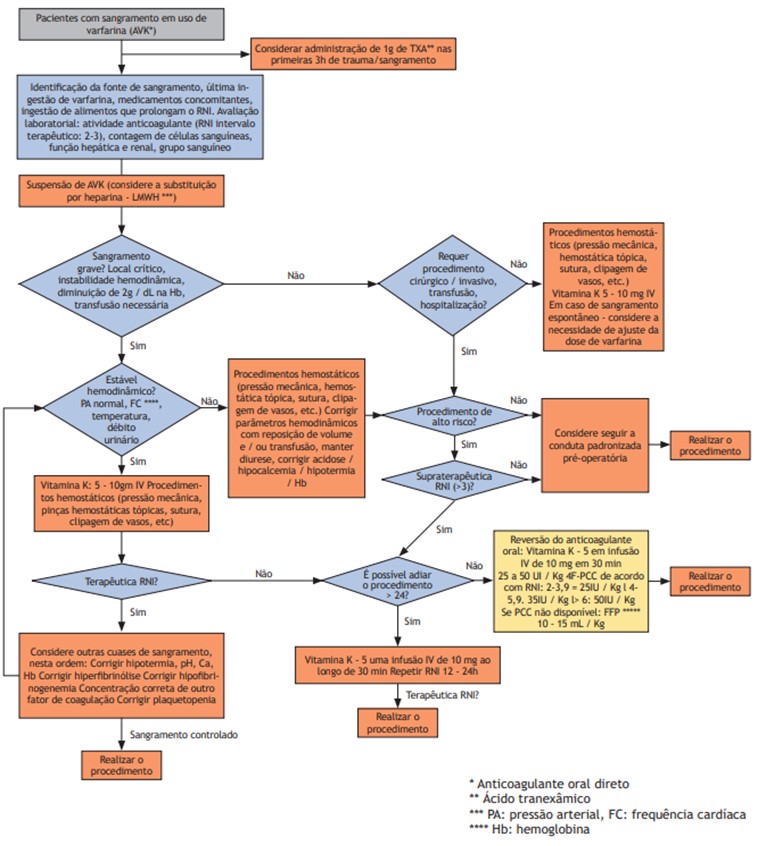 Pacientes com sangramento em uso de
varfarina (AVK*)
Considerar administração de 1g de TXA** nas
primeiras 3h de trauma/sangramento
Identificação da fonte de sangramento, última in-
gestão de varfarina, medicamentos concomitantes,
ingestão de alimentos que prolongam o RNI. Avaliação
laboratorial: atividade anticoagulante (RNI intervalo
terapêutico: 2-3), contagem de células sanguíneas,
função hepática e renal, grupo sanguíneo
Suspensão de AVK (considere a substituição
por heparina - LMWH ***)
Sangramento
grave? Local crítico,
instabilidade hemodinâmica,
diminuição de 2g / dL na Hb,
transfusão necessária
Não
Requer
procedimento
cirúrgico / invasivo,
transfusão,
hospitalização?
Não
Procedimentos hemostá-
ticos (pressão mecânica,
hemostática tópica,
sutura, clipagem de
vasos, etc.)
Vitamina K 5 - 10 mg IV
Em caso de sangramento
espontâneo - considere a
necessidade de ajuste da
dose de varfarina
Sim
Sim
Estável
hemodinâmico?
PA normal, FC ****,
temperatura,
débito
urinário
Não
Procedimentos hemostáticos
(pressão mecânica, hemos-
tática tópica, sutura, clipa-
gem de vasos, etc.) Corrigir
parâmetros hemodinâmicos
com reposição de volume
e / ou transfusão, manter
diurese, corrigir acidose /
hipocalcemia / hipotermia
/ Hb
Procedimento de
alto risco?
Não
Considere seguir a
conduta padronizada
pré-operatória
Realizar o
procedimento
Sim
Sim
Supraterapêutica
RNI (>3)?
Não
Vitamina K: 5 - 10gm IV Procedimen-
tos hemostáticos (pressão mecânica,
pinças hemostáticas tópicas, sutura,
clipagem de vasos, etc)
Sim
Terapêutica RNI?
Não
É possível adiar
o procedimento
> 24?
Não
Reversão do anticoagulante
oral: Vitamina K - 5 em infusão
IV de 10 mg em 30 min
25 a 50 UI / Kg 4F-PCC de acordo
com RNI: 2-3,9 = 25IU / Kg l 4-
5,9. 35IU / Kg l> 6: 50IU / Kg
Se PCC não disponível: FFP *****
10 - 15 mL / Kg
Realizar o
procedimento
Sim
Sim
Considere outras cuases de sangramento,
nesta ordem: Corrigir hipotermia, pH, Ca,
Hb Corrigir hiperfibrinólise Corrigir hipofibri-
nogenemia Concentração correta de outro
fator de coagulação Corrigir plaquetopenia
Vitamina K - 5 uma infusão IV de 10 mg ao
longo de 30 min Repetir RNI 12 - 24h
Terapêutica RNI?
Realizar o
procedimento
Sangramento controlado
Realizar o
procedimento
* Anticoagulante oral direto
** Ácido tranexâmico
*** PA: pressão arterial, FC: frequência cardíaca
**** Hb: hemoglobina